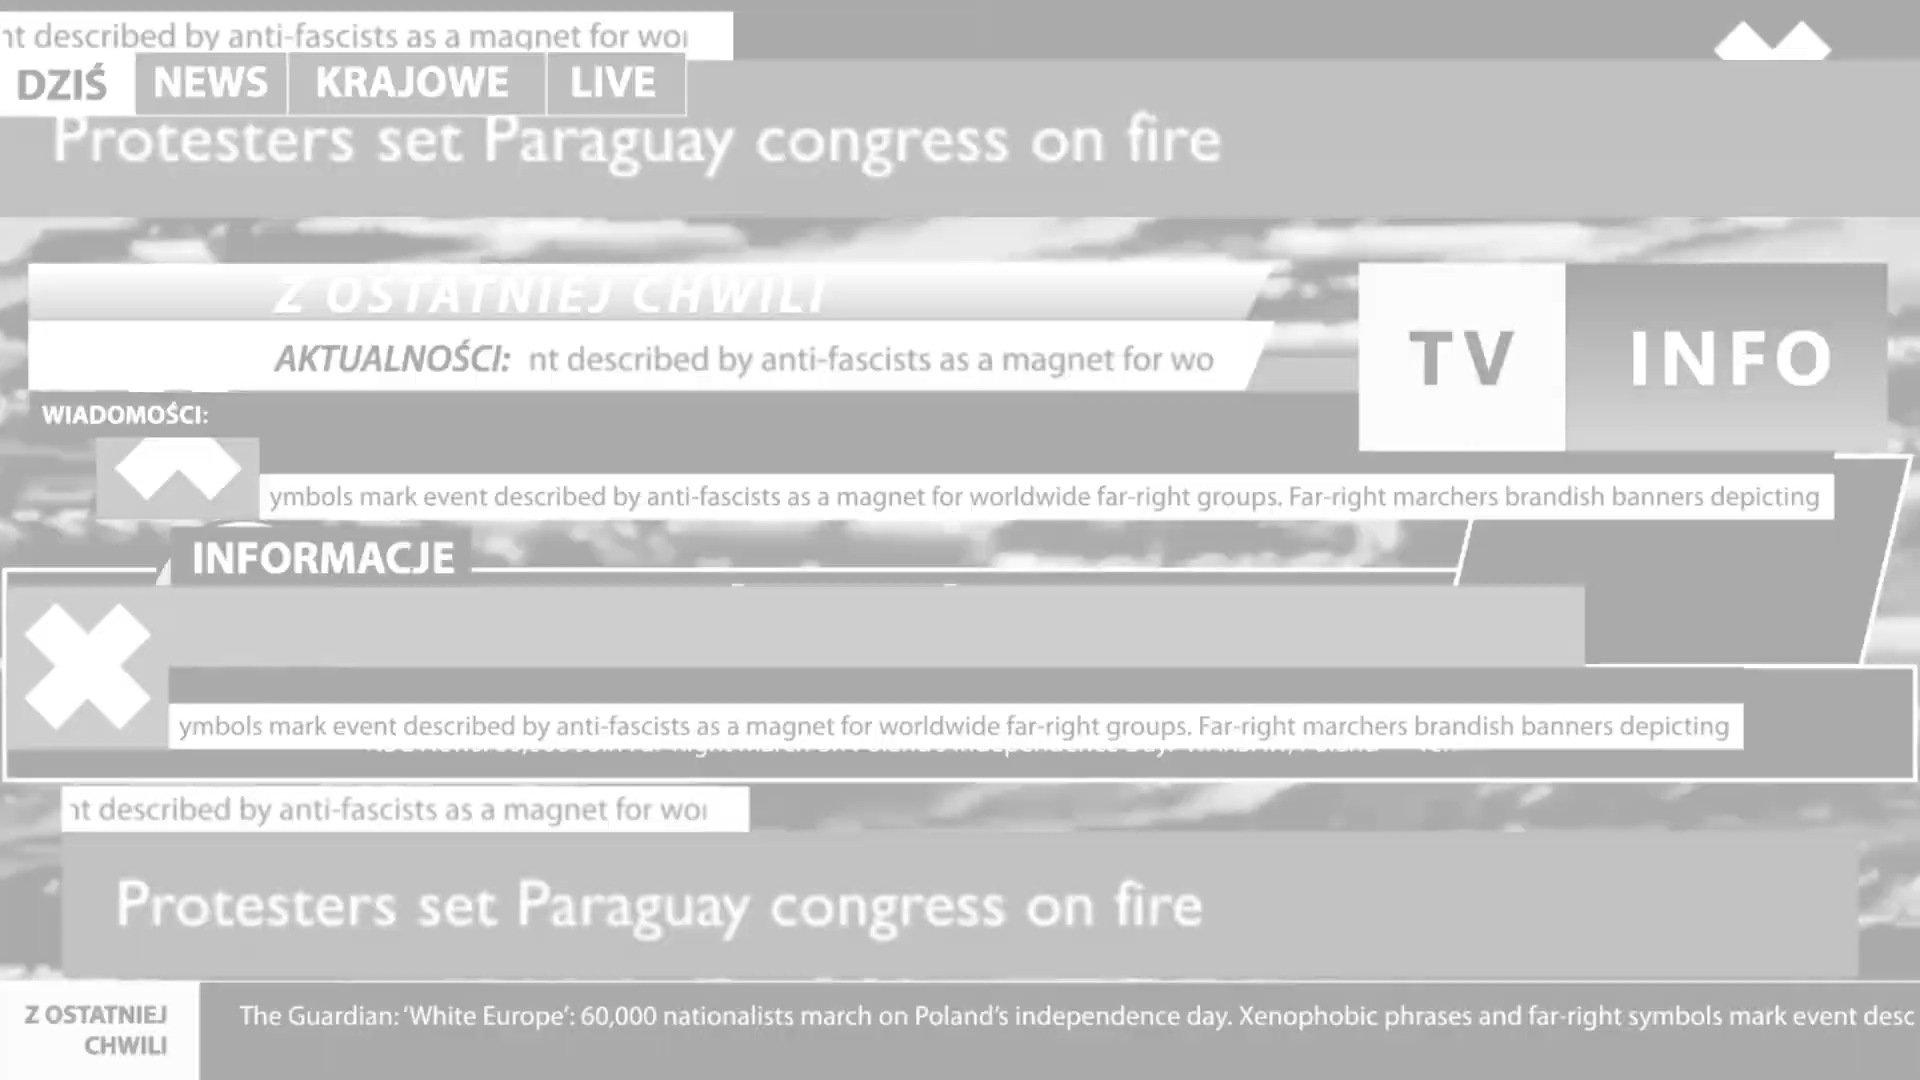 nt described by anti-fascists as a magnet for wor
DZIŚ NEWS KRAJOWE LIVE
Protesters set Paraguay congress on fire
Z OSTATNIEJ CHWILI
TV INFO
AKTUALNOŚCI: nt described by anti-fascists as a magnet for wo
WIADOMOŚCI:
ymbols mark event described by anti-fascists as a magnet for worldwide far-right groups. Far-right marchers brandish banners depicting
INFORMACJE
ymbols mark event described by anti-fascists as a magnet for worldwide far-right groups. Far-right marchers brandish banners depicting
nt described by anti-fascists as a magnet for wor
Protesters set Paraguay congress on fire
Z OSTATNIEJ
CHWILI
The Guardian: ‘White Europe’: 60,000 nationalists march on Poland’s independence day. Xenophobic phrases and far-right symbols mark event desc